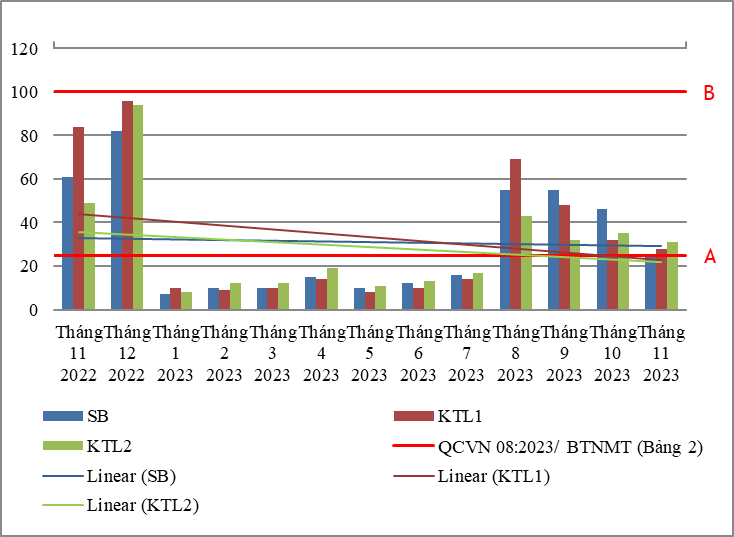 120
100
B
80
60
40
A
20
0
Tháng Tháng Tháng Tháng Tháng Tháng Tháng Tháng Tháng Tháng Tháng Tháng Tháng
11 12 1 2 3 4 5 6 7 8 9 10 11
2022 2022 2023 2023 2023 2023 2023 2023 2023 2023 2023 2023 2023
SB KTL1
KTL2 QCVN 08:2023/ BTNMT (Bảng 2)
Linear (SB) Linear (KTL1)
Linear (KTL2)